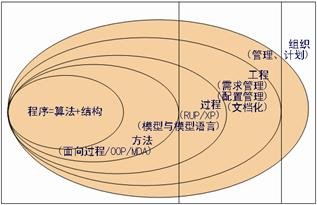 组织
(管理、计划)
工程
(需求管理)
(配置管理)
(文档化)
过程
(RUP/XP)
(模型与模型语言)
程序=算法+结构
方法
(面向过程/OOP/MDA)